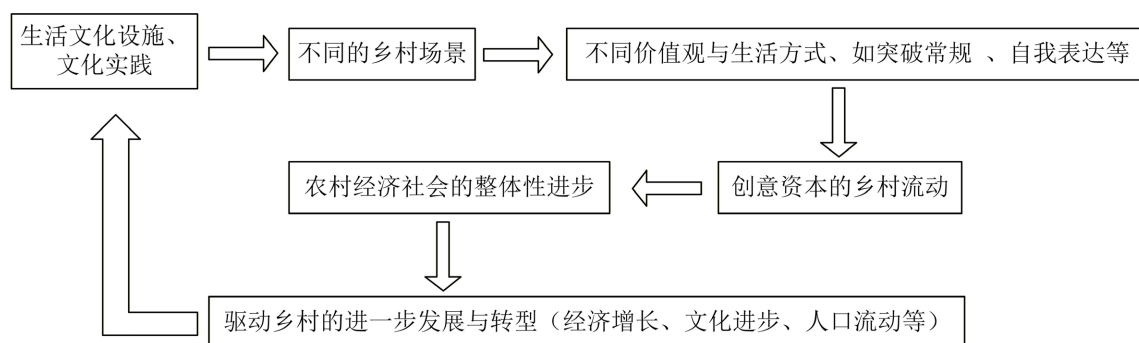 生活文化设施、
文化实践
不同的乡村场景
不同价值观与生活方式、如突破常规 、自我表达等
农村经济社会的整体性进步
创意资本的乡村流动
驱动乡村的进一步发展与转型（经济增长、文化进步、人口流动等）